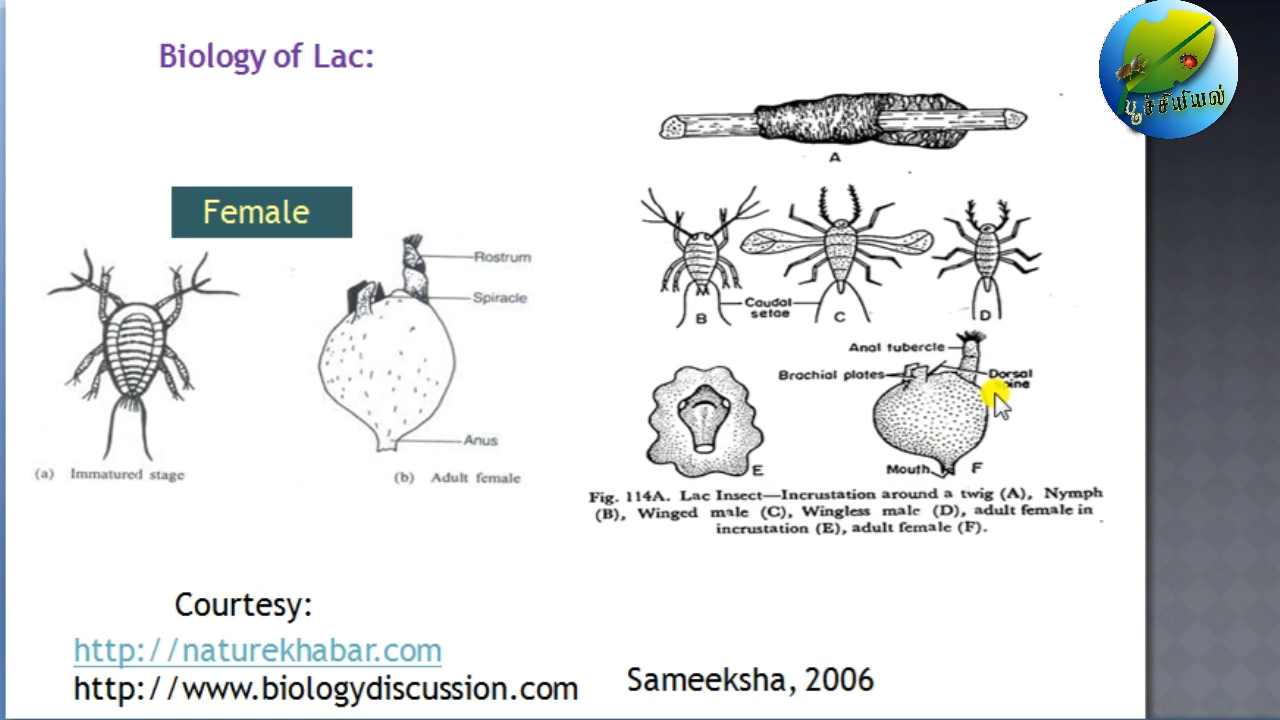 Biology of Lac:
பூச்சியியல்
A
Female
Rostrum
Spiracle
Anus
(a) Immatured stage
(b) Adult female
Caudal
setae
B
C
D
Anal tubercle
Brachial plates
Dorsal
Mouth
E
F
Fig. 114A. Lac Insect—Incrustation around a twig (A), Nymph
(B), Winged male (C), Wingless male (D), adult female in
incrustation (E), adult female (F).
Courtesy:
http://naturekhabar.com
http://www.biologydiscussion.com
Sameeksha, 2006